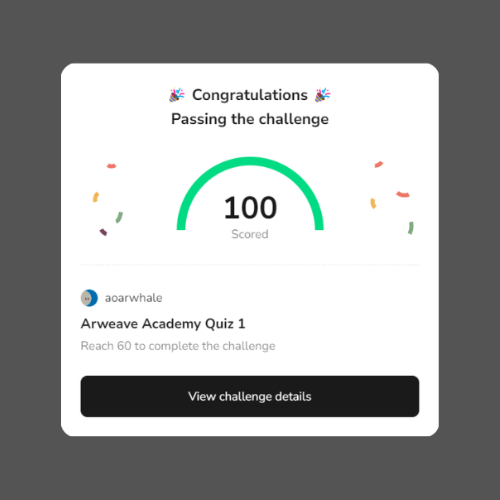 🎉 Congratulations 🎉
Passing the challenge
100
Scored
aoarwhale
Arweave Academy Quiz 1
Reach 60 to complete the challenge
View challenge details